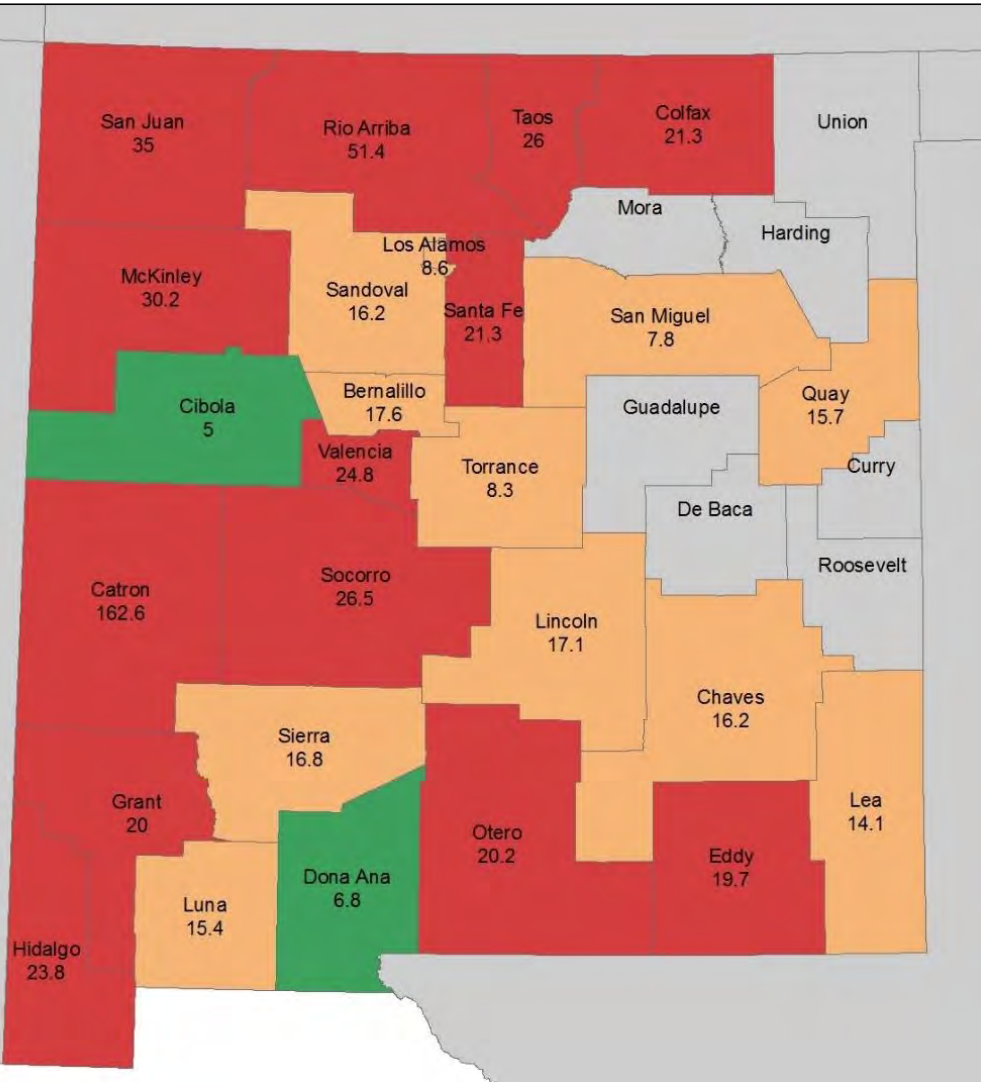 San Juan
35
Rio Arriba
51.4
Taos
26
Colfax
21.3
Union
Mora
Harding
Los Alamos
8.6
McKinley
30.2
Sandoval
16.2
Santa Fe
21.3
San Miguel
7.8
Cibola
5
Bernalillo
17.6
Guadalupe
Quay
15.7
Valencia
24.8
Torrance
8.3
Curry
De Baca
Catron
162.6
Socorro
26.5
Roosevelt
Lincoln
17.1
Chaves
16.2
Sierra
16.8
Grant
20
Otero
20.2
Eddy
19.7
Lea
14.1
Dona Ana
6.8
Luna
15.4
Hidalgo
23.8